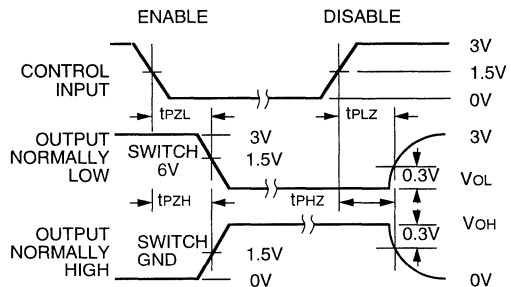 ENABLE DISABLE
3V
CONTROL INPUT 1.5V
0V
tPZL tPLZ
OUTPUT NORMALLY LOW
SWITCH 6V
3V 3V
1.5V
0.3V VOL
tPZH tPHZ
VOH
OUTPUT NORMALLY HIGH
SWITCH GND
0.3V
1.5V
0V 0V